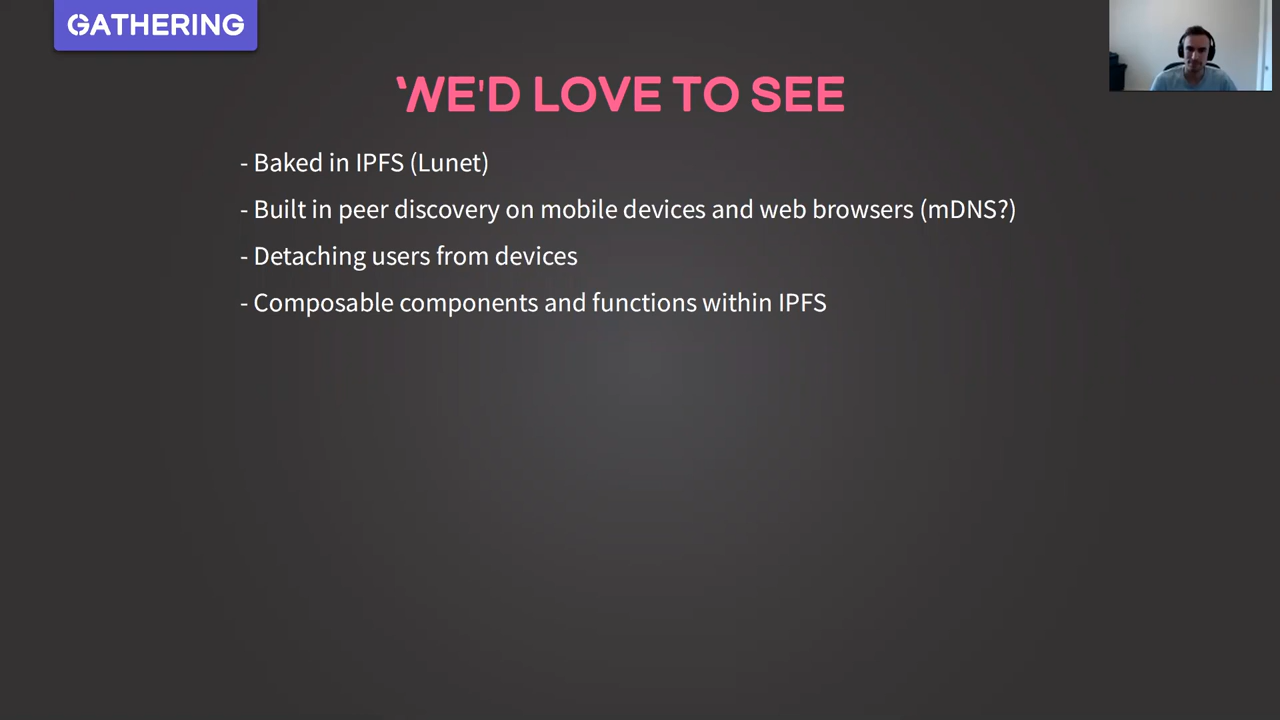 GATHERING
WE'D LOVE TO SEE
- Baked in IPFS (Lunet)
- Built in peer discovery on mobile devices and web browsers (mDNS?)
- Detaching users from devices
- Composable components and functions within IPFS